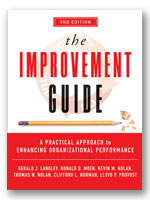 2ND EDITION
the
IMPROVEMENT
GUIDE
A PRACTICAL APPROACH to
ENHANCING ORGANIZATIONAL PERFORMANCE
GERALD J. LANGLEY, RONALD D. MOEN, KEVIN M. NOLAN,
THOMAS W. NOLAN, CLIFFORD L. NORMAN, LLOYD P. PROVOST